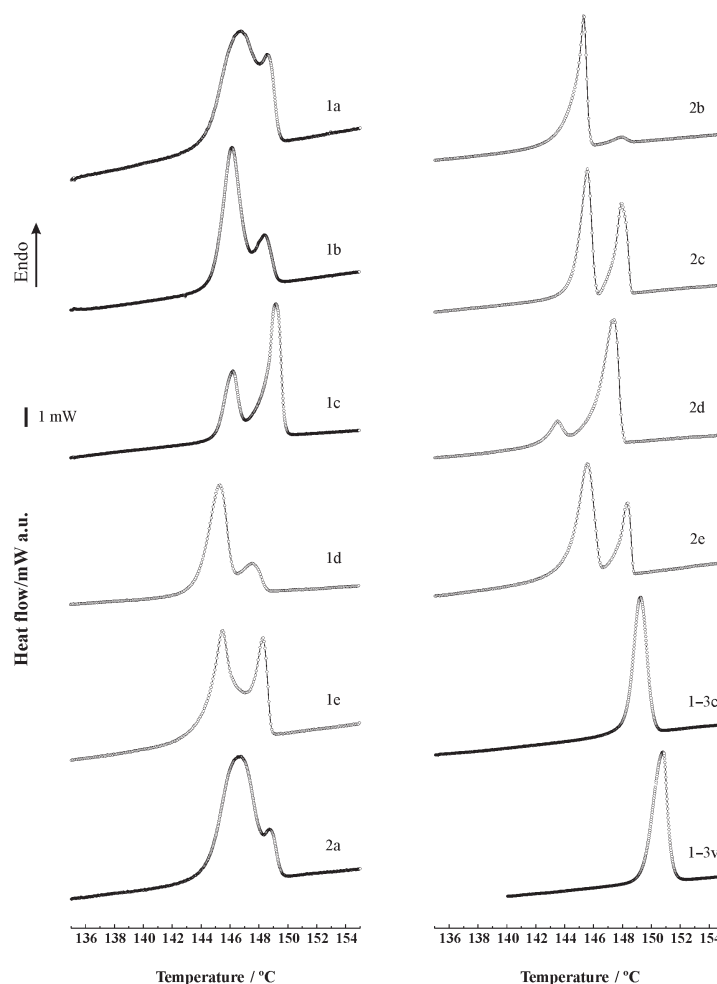 1a
1b
Endo
1c
1 mW
1d
Heat flow/mW a.u.
1e
2a
136 138 140 142 144 146 148 150 152 154
Temperature / ºC
2b
2c
2d
2e
1–3c
1–3v
136 138 140 142 144 146 148 150 152 154
Temperature / ºC